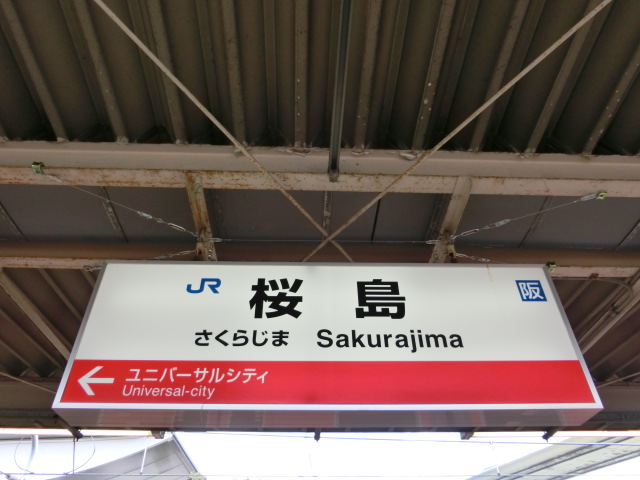 JR 桜島 阪
さくらじま Sakurajima
← ユニバーサルシティ
Universal-city